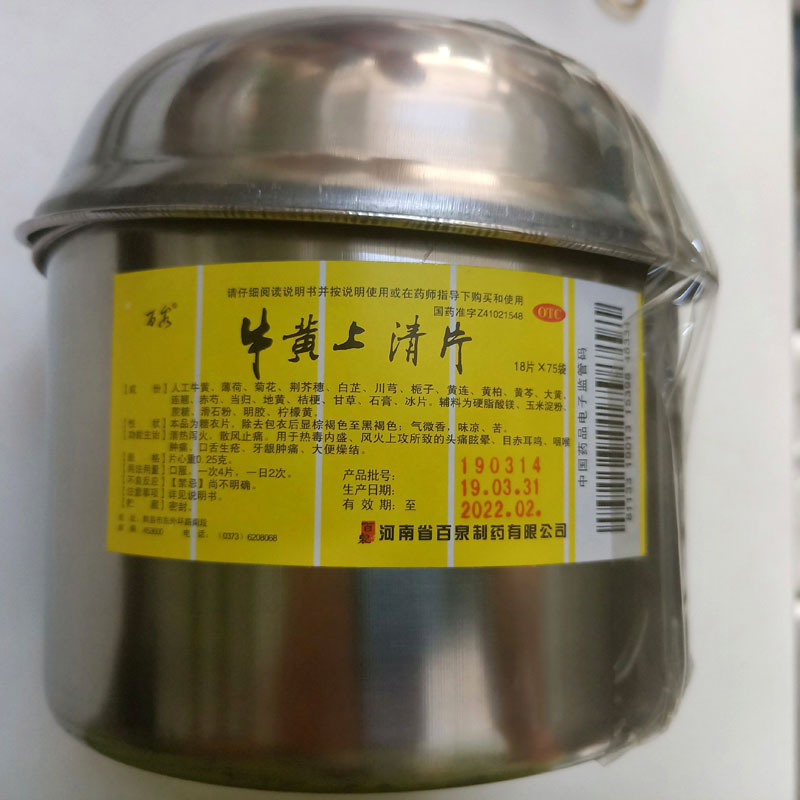 请仔细阅读说明书并按说明使用或在药师指导下购买和使用
百泉®
国药准字Z41021548
OTC
牛黄上清片
18片×75袋
【成 份】人工牛黄、薄荷、菊花、荆芥穗、白芷、川芎、栀子、黄连、黄柏、黄芩、大黄、
连翘、赤芍、当归、地黄、桔梗、甘草、石膏、冰片。辅料为硬脂酸镁、玉米淀粉、
蔗糖、滑石粉、明胶、柠檬黄。
【性 状】本品为糖衣片，除去包衣后显棕褐色至黑褐色；气微香，味凉、苦。
【功能主治】清热泻火，散风止痛。用于热毒内盛、风火上攻所致的头痛眩晕、目赤耳鸣、咽喉
肿痛、口舌生疮、牙龈肿痛、大便燥结。
【规 格】片心重0.25克。
【用法用量】口服。一次4片，一日2次。
【不良反应】【禁忌】尚不明确。
【注意事项】详见说明书。
【贮 藏】密封。
邮编：453600 电话：(0373)6208068
产品批号：190314
生产日期：19.03.31
有 效 期 至 2022.02.
百泉
河南省百泉制药有限公司
中国药品电子监管码